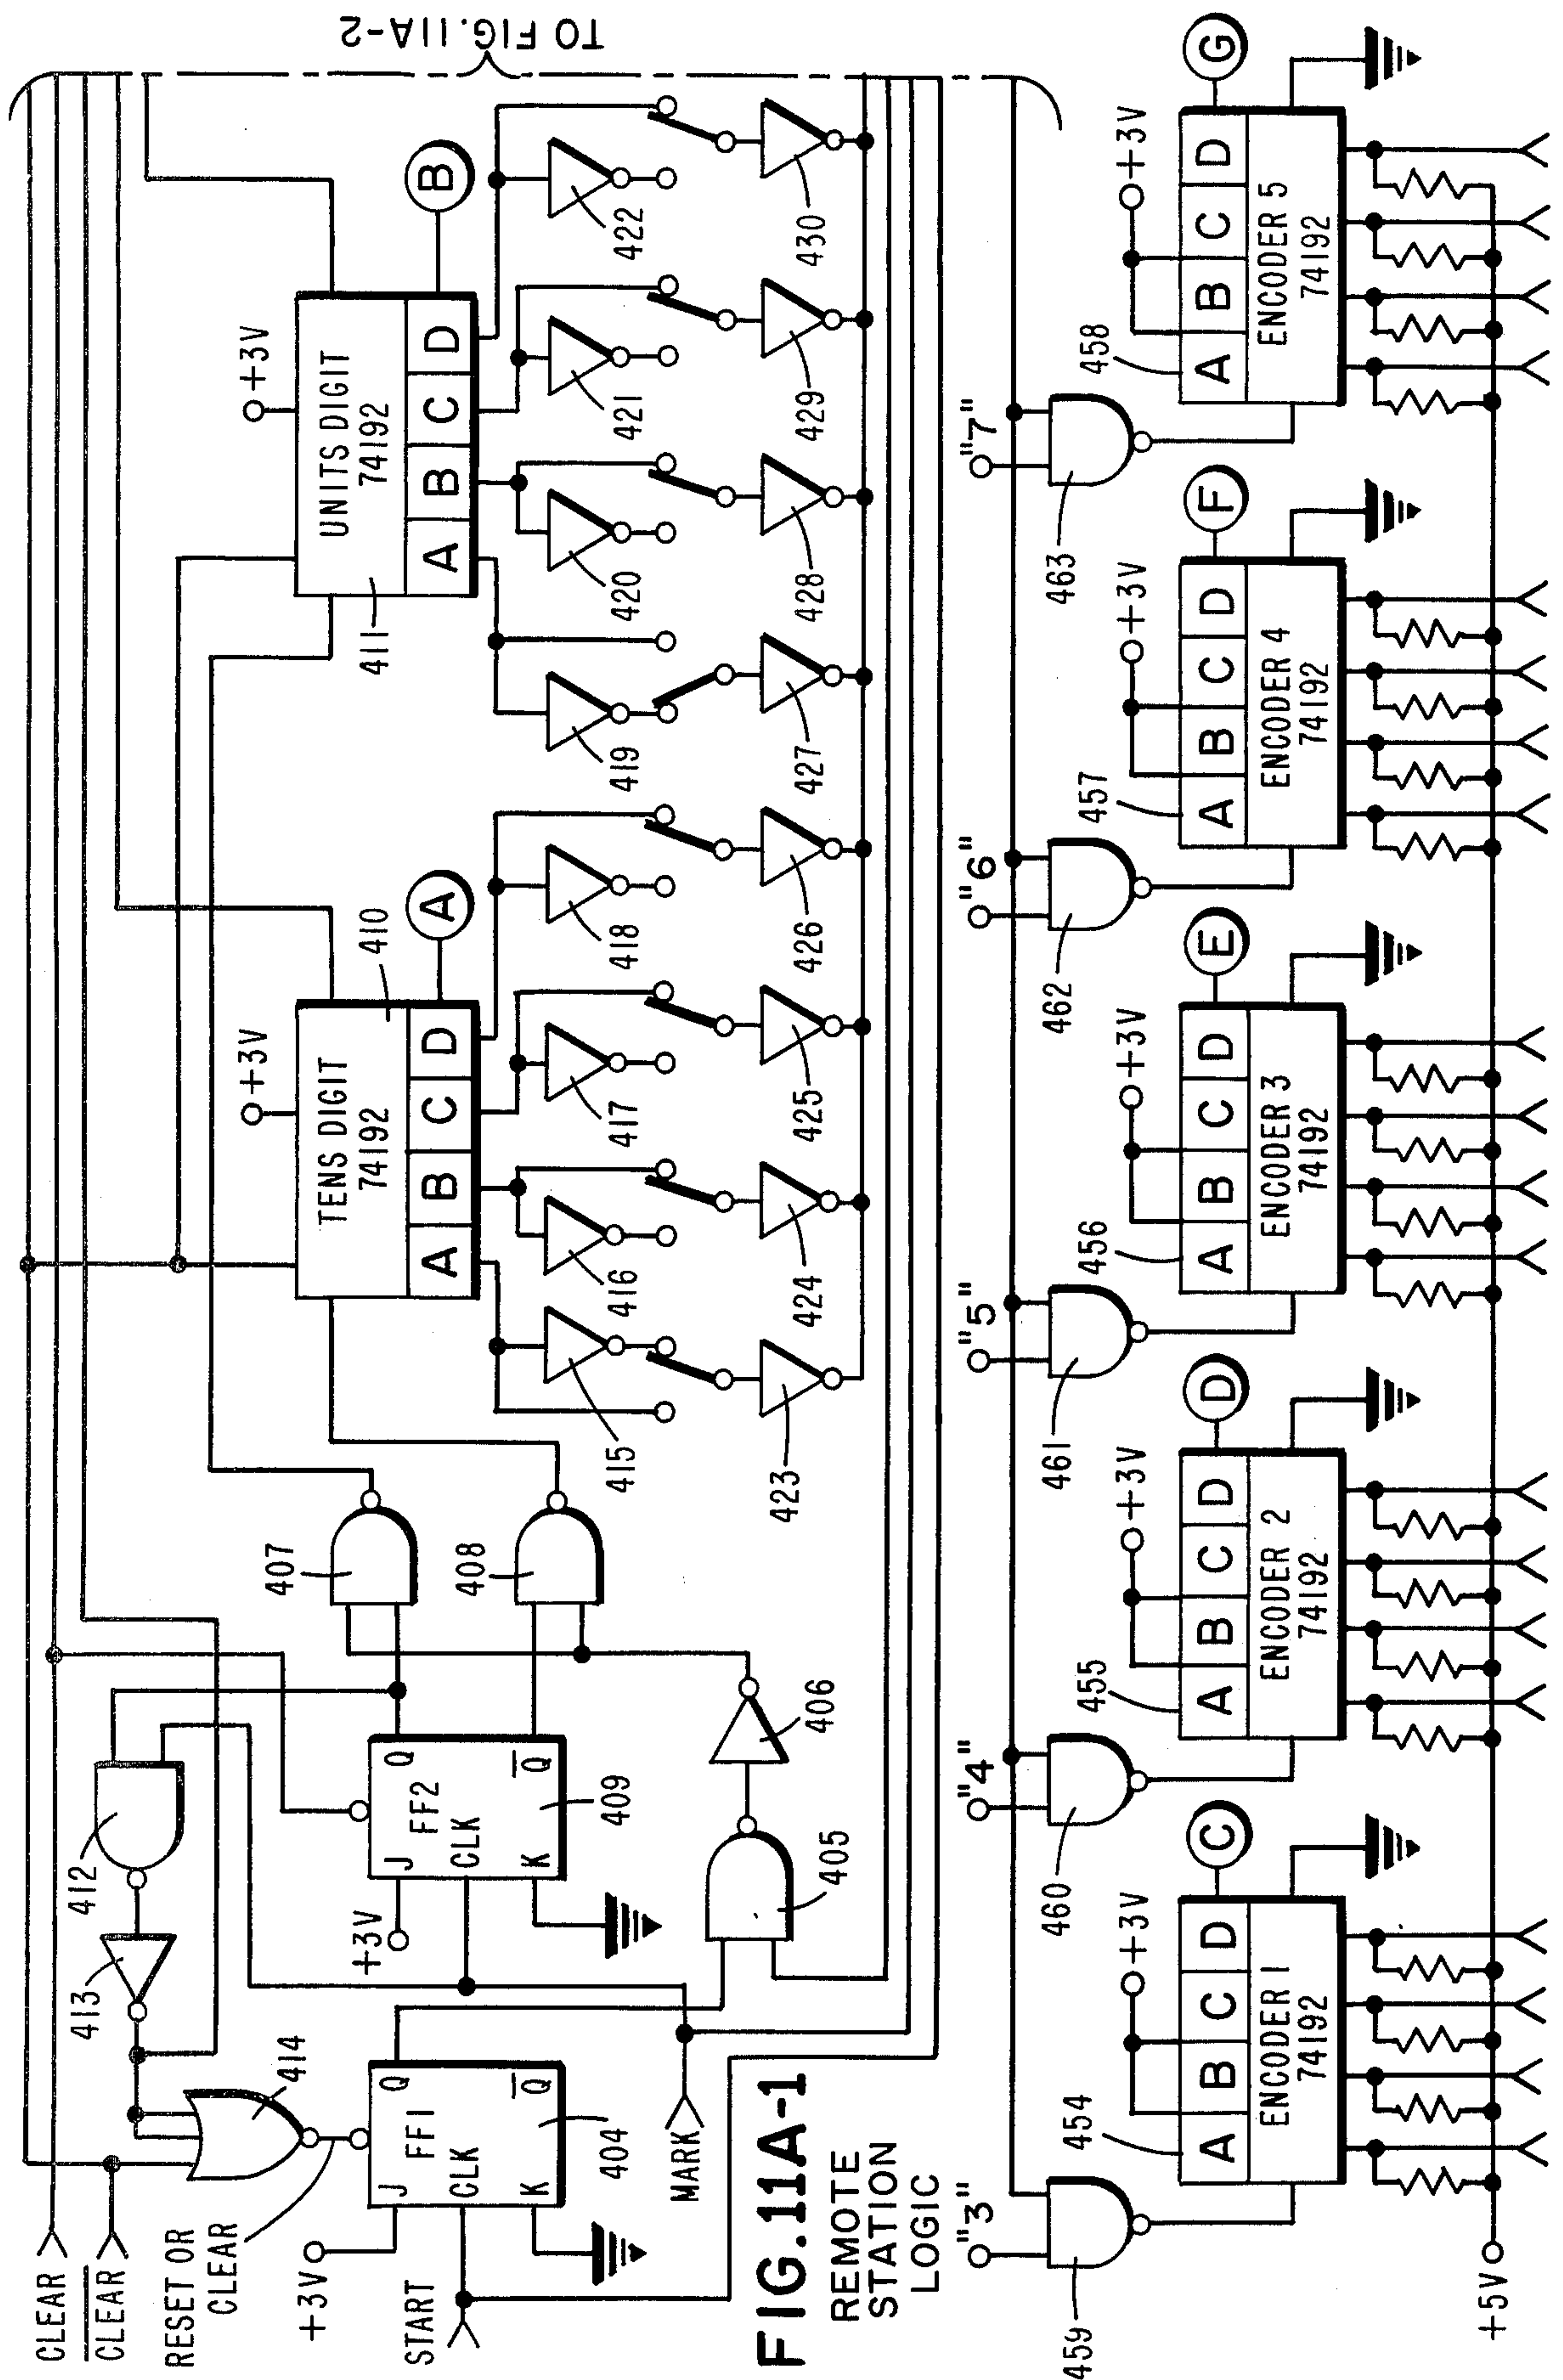 CLEAR
CLEAR
RESET OR
CLEAR
+3V
START
FIG.11A-1
REMOTE
STATION
LOGIC
MARK
414
413
412
J
Q
FF1
CLK
K
Q
404
+3V
J
Q
FF2
CLK
K
Q
409
405
406
407
408
+3V
TENS DIGIT
74192
A
B
C
D
410
A
+3V
UNITS DIGIT
74192
A
B
C
D
411
B
415
416
417
418
419
420
421
422
423
424
425
426
427
428
429
430
TO FIG. 11A-2
"3"
459
454
+3V
A
B
C
D
C
ENCODER 1
74192
"4"
460
455
+3V
A
B
C
D
D
ENCODER 2
74192
"5"
461
456
+3V
A
B
C
D
E
ENCODER 3
74192
"6"
462
457
+3V
A
B
C
D
F
ENCODER 4
74192
"7"
463
458
+3V
A
B
C
D
G
ENCODER 5
74192
+5V